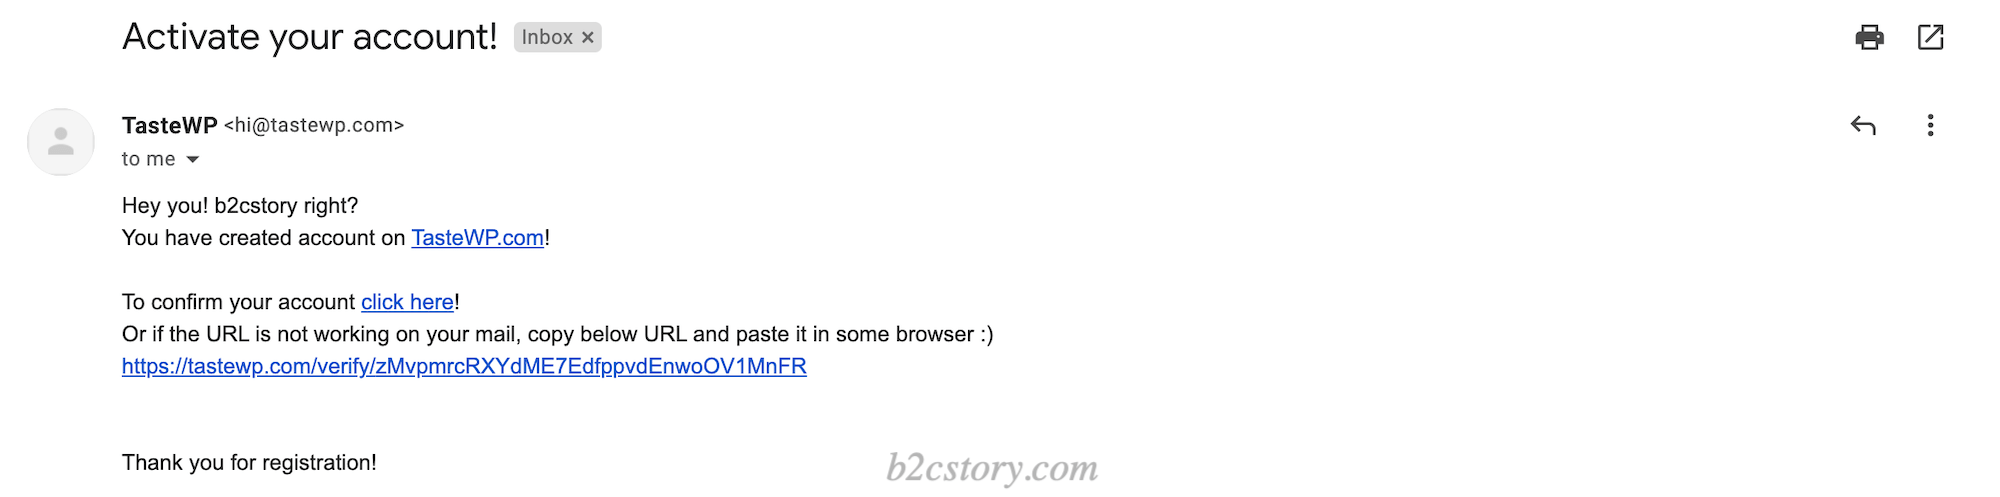 Activate your account! Inbox ×
TasteWP <hi@tastewp.com>
to me
Hey you! b2cstory right?
You have created account on TasteWP.com!
To confirm your account click here!
Or if the URL is not working on your mail, copy below URL and paste it in some browser :)
https://tastewp.com/verify/zMvpmrcRXYdME7EdfppvdEnwoOV1MnFR
Thank you for registration!
b2cstory.com